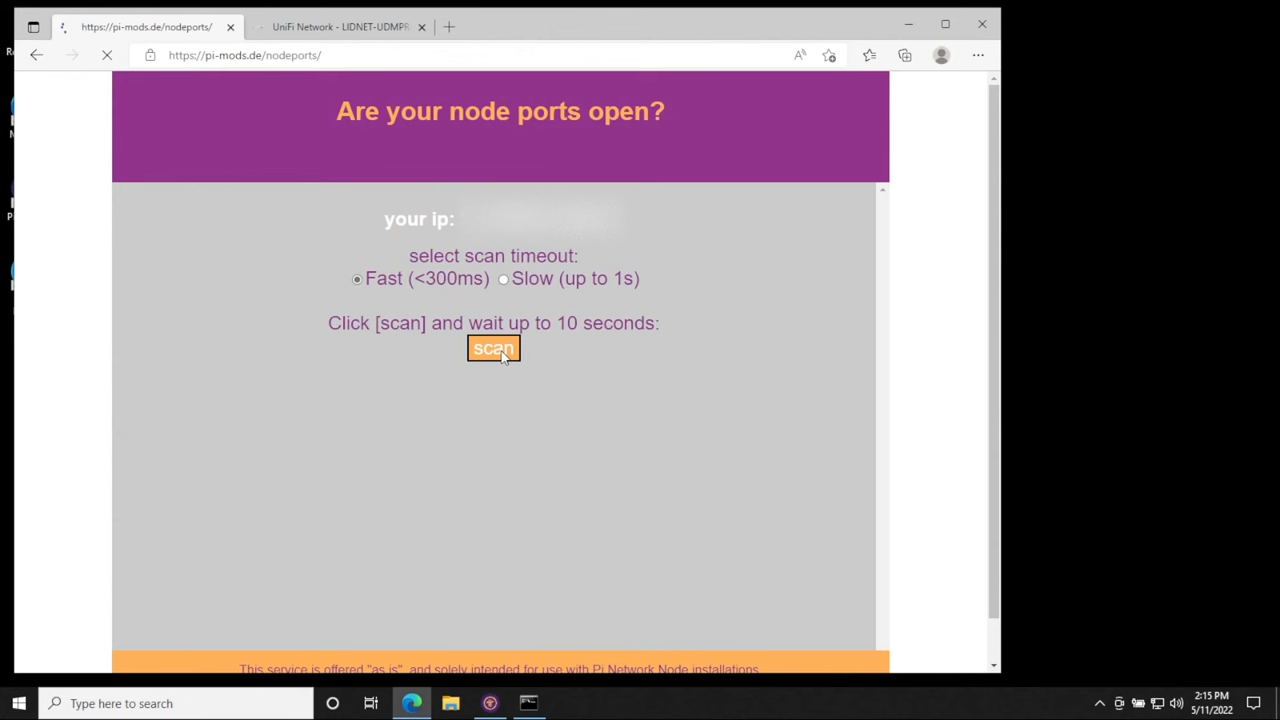 https://pi-mods.de/nodeports/
UniFi Network - LIDNET-UDMPR
https://pi-mods.de/nodeports/
Are your node ports open?
your ip:
select scan timeout:
Fast (<300ms) Slow (up to 1s)
Click [scan] and wait up to 10 seconds:
scan
This service is offered "as is", and solely intended for use with Pi Network Node installations
Type here to search
2:15 PM
5/11/2022